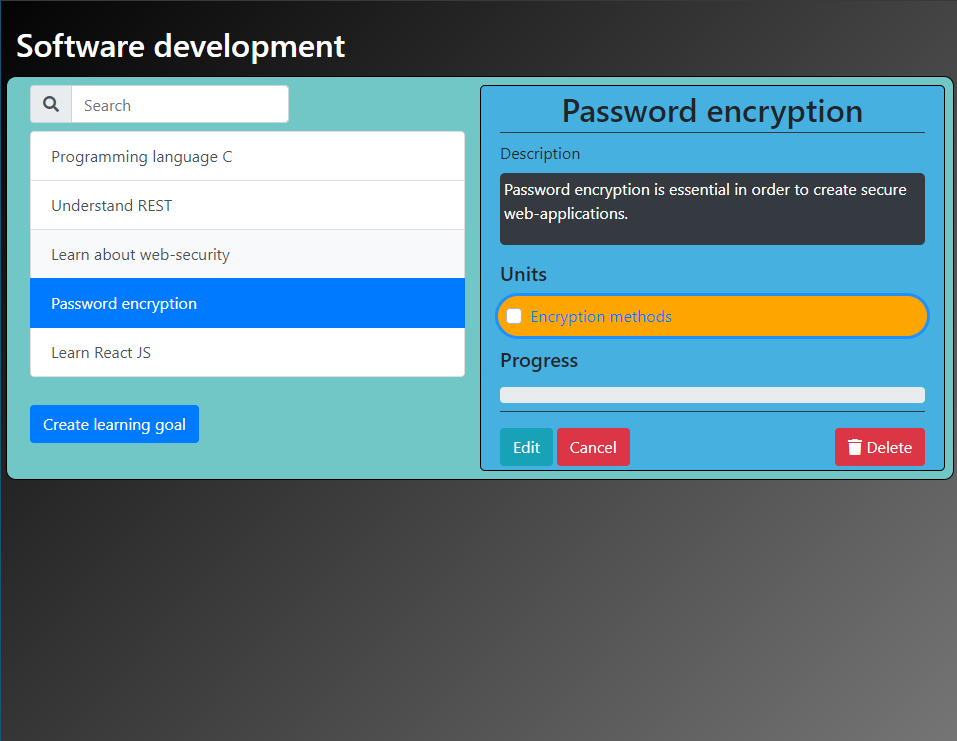 Software development
Search
Programming language C
Understand REST
Learn about web-security
Password encryption
Learn React JS
Create learning goal
Password encryption
Description
Password encryption is essential in order to create secure
web-applications.
Units
Encryption methods
Progress
Edit
Cancel
Delete